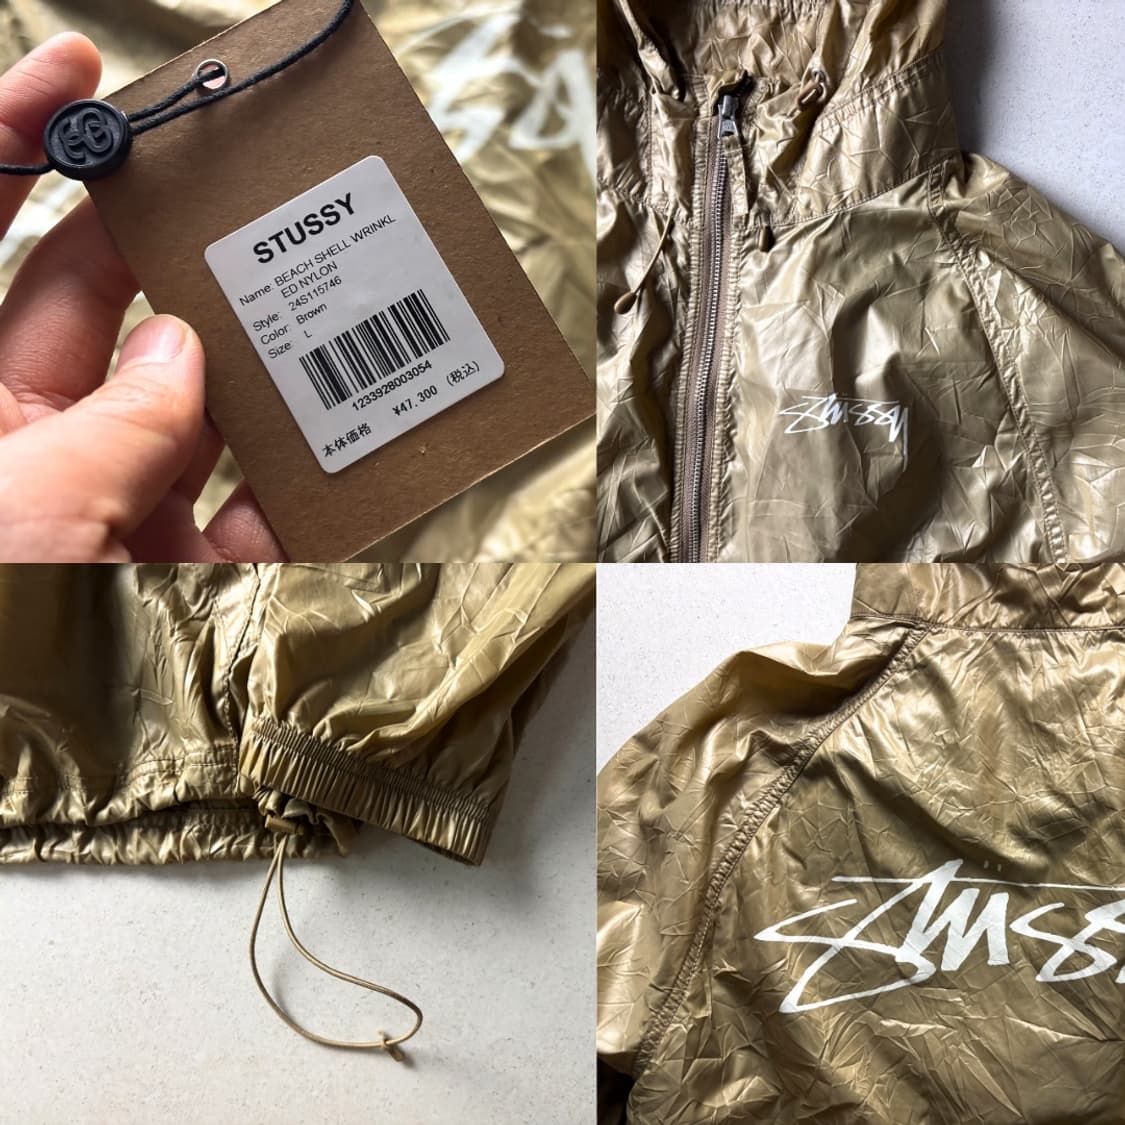 STUSSY
Name: BEACH SHELL WRINKL
ED NYLON
Style: 24S115746
Color: Brown
Size: L
1233928003054
本体価格 ¥47.300 (税込)
Stüssy
Stüssy